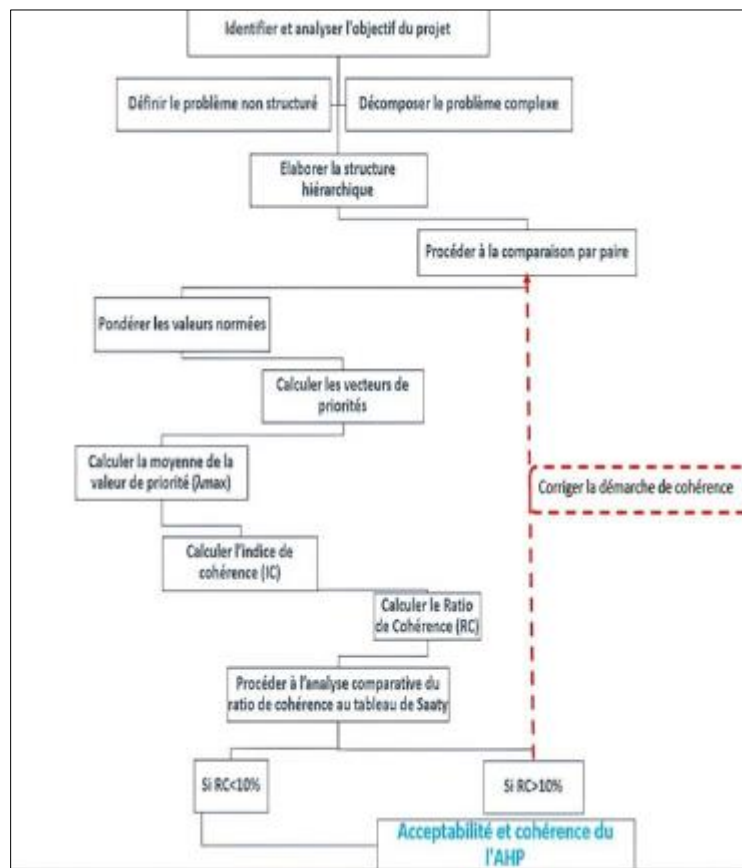 Identifier et analyser l'objectif du projet
Définir le problème non structuré
Décomposer le problème complexe
Elaborer la structure
hiérarchique
Procéder à la comparaison par paire
Pondérer les valeurs normées
Calculer les vecteurs de
priorités
Calculer la moyenne de la
valeur de priorité (λmax)
Corriger la démarche de cohérence
Calculer l'indice de
cohérence (IC)
Calculer le Ratio
de Cohérence (RC)
Procéder à l'analyse comparative du
ratio de cohérence au tableau de Saaty
Si RC<10%
Si RC>10%
Acceptabilité et cohérence du
l'AHP